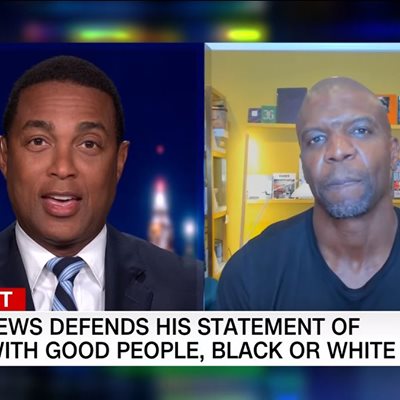 T
EWS DEFENDS HIS STATEMENT OF
WITH GOOD PEOPLE, BLACK OR WHITE